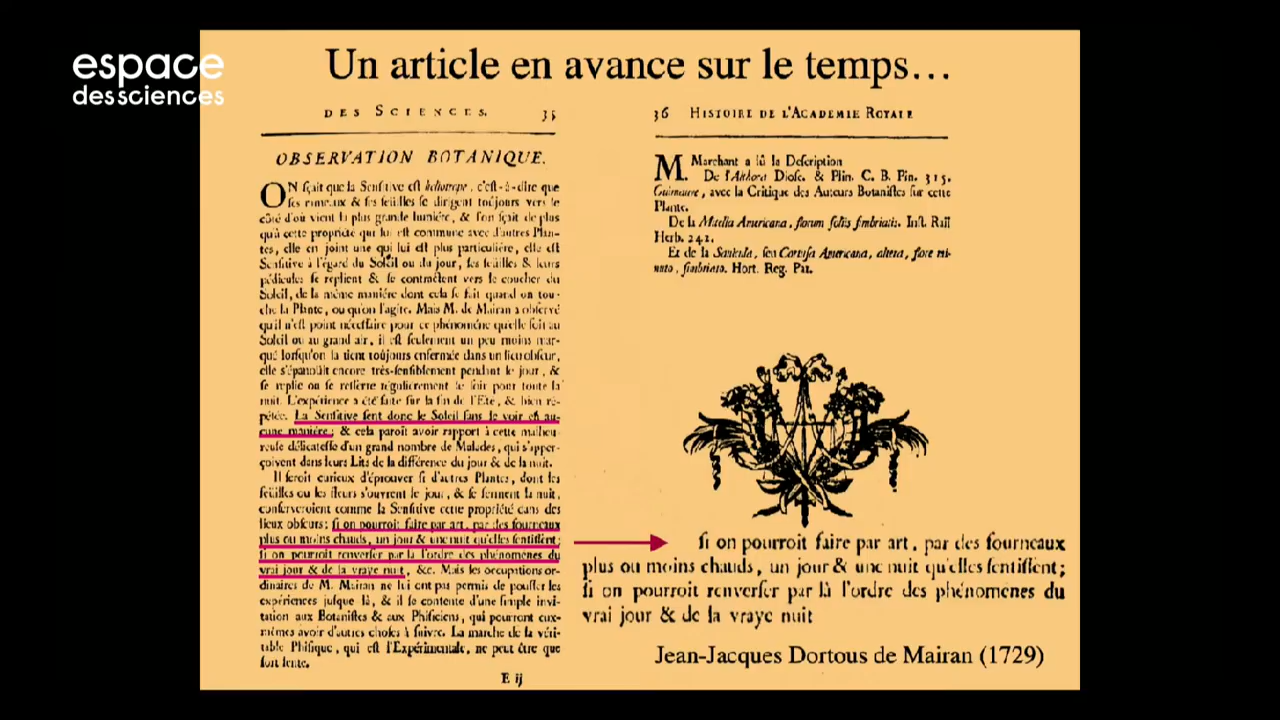 espace
des sciences
Un article en avance sur le temps...
DES SCIENCES. 35
OBSERVATION BOTANIQUE.
ON sçait que la Sensitive est héliotrope, c'est-à-dire que
ses rameaux & ses feüilles se dirigent toûjours vers le
côté d'où vient la plus grande lumiére, & l'on sçait de plus
qu'à cette propriété qui lui est commune avec d'autres Plan-
tes, elle en joint une qui lui est plus particuliére, elle est
Sensitive à l'égard du Soleil ou du jour, ses feüilles & leurs
pédicules se replient & se contractent vers le coucher du
Soleil, de la même maniére dont cela se fait quand on tou-
che la Plante, ou qu'on l'agite. Mais M. de Mairan a observé
qu'il n'est point nécessaire pour ce phénoméne qu'elle soit au
Soleil ou au grand air, il est seulement un peu moins mar-
qué lorsqu'on la tient toûjours enfermée dans un lieu obscur,
elle s'épanoüit encore très-sensiblement pendant le jour, &
se replie ou se resserre réguliérement le soir pour toute la
nuit. L'expérience a été faite sur la fin de l'Eté, & bien ré-
pétée. La Sensitive sent donc le Soleil sans le voir en au-
cune maniére; & cela paroît avoir rapport à cette malheu-
reuse délicatesse d'un grand nombre de Malades, qui s'apper-
çoivent dans leurs Lits de la différence du jour & de la nuit.
Il seroit curieux d'éprouver si d'autres Plantes, dont les
feüilles ou les fleurs s'ouvrent le jour, & se ferment la nuit,
conserveroient comme la Sensitive cette propriété dans des
lieux obscurs; si on pourroit faire par art, par des fourneaux
plus ou moins chauds, un jour & une nuit qu'elles sentissent;
si on pourroit renverser par là l'ordre des phénomenes du
vrai jour & de la vraye nuit, &c. Mais les occupations or-
dinaires de M. Mairan ne lui ont pas permis de pousser les
expériences jusque là, & il se contente d'une simple invi-
tation aux Botanistes & aux Phisiciens, qui pourront eux-
mêmes avoir d'autres choses à suivre. La marche de la véri-
table Phisique, qui est l'Expérimentale, ne peut être que
fort lente.
E ij
36 HISTOIRE DE L'ACADEMIE ROYALE
M. Marchant a lû la Description
De l'Aithora Diosc. & Plin. C. B. Pin. 315.
avec la Critique des Auteurs Botanistes sur cette
Plante.
De la Madia Americana, florum foliis fimbriatis. Inst. Raii
Herb. 242.
Et de la Sanicula, seu Cortusa Americana, altera, flore mi-
nuto, fimbriato. Hort. Reg. Par.
si on pourroit faire par art, par des fourneaux
plus ou moins chauds, un jour & une nuit qu'elles sentissent;
si on pourroit renverser par là l'ordre des phénomenes du
vrai jour & de la vraye nuit
Jean-Jacques Dortous de Mairan (1729)